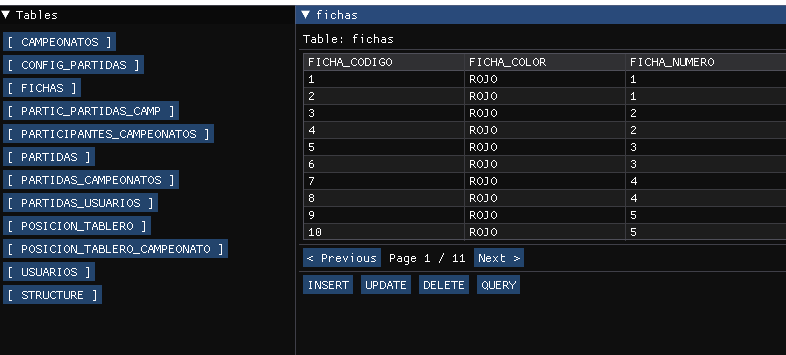 ▼ Tables
[ CAMPEONATOS ]
[ CONFIG_PARTIDAS ]
[ FICHAS ]
[ PARTIC_PARTIDAS_CAMP ]
[ PARTICIPANTES_CAMPEONATOS ]
[ PARTIDAS ]
[ PARTIDAS_CAMPEONATOS ]
[ PARTIDAS_USUARIOS ]
[ POSICION_TABLERO ]
[ POSICION_TABLERO_CAMPEONATO ]
[ USUARIOS ]
[ STRUCTURE ]
▼ fichas
Table: fichas
FICHA_CODIGO FICHA_COLOR FICHA_NUMERO
1 ROJO 1
2 ROJO 1
3 ROJO 2
4 ROJO 2
5 ROJO 3
6 ROJO 3
7 ROJO 4
8 ROJO 4
9 ROJO 5
10 ROJO 5
< Previous Page 1 / 11 Next >
INSERT UPDATE DELETE QUERY